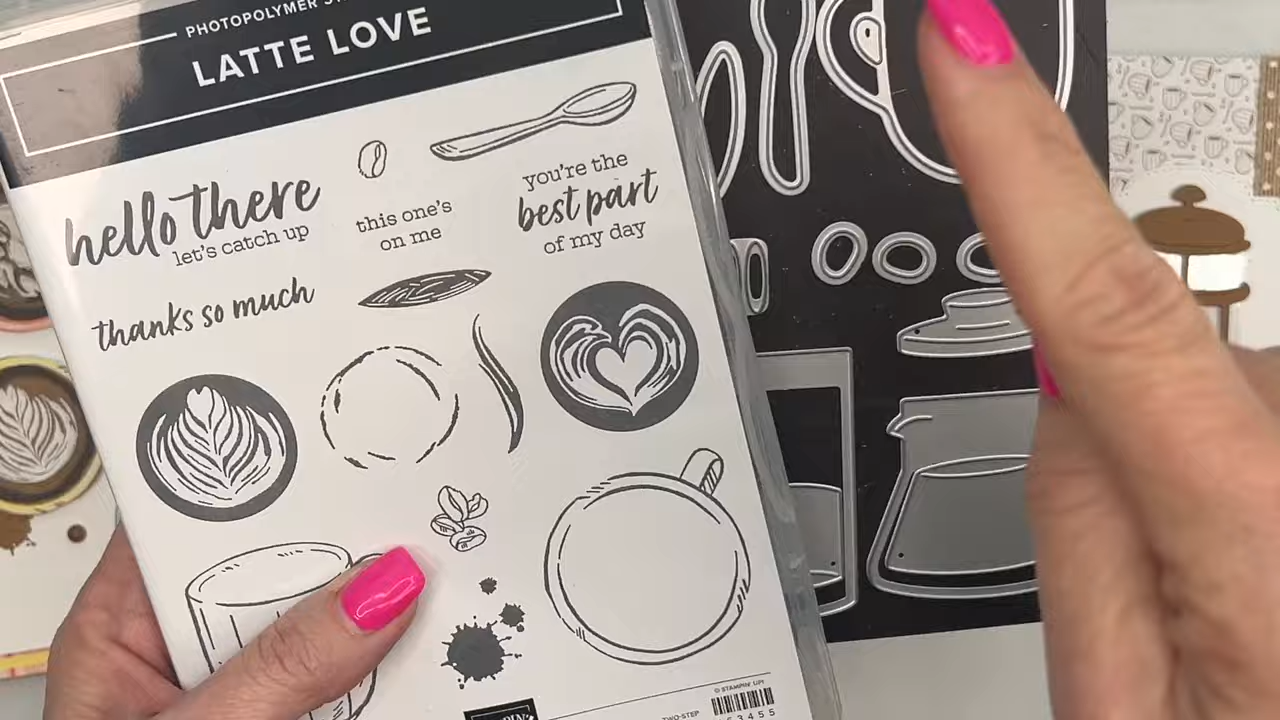 PHOTOPOLYMER
LATTE LOVE
hello there
let's catch up
this one's
on me
you're the
best part
of my day
thanks so much
© STAMPIN' UP!
TWO-STEP
3455